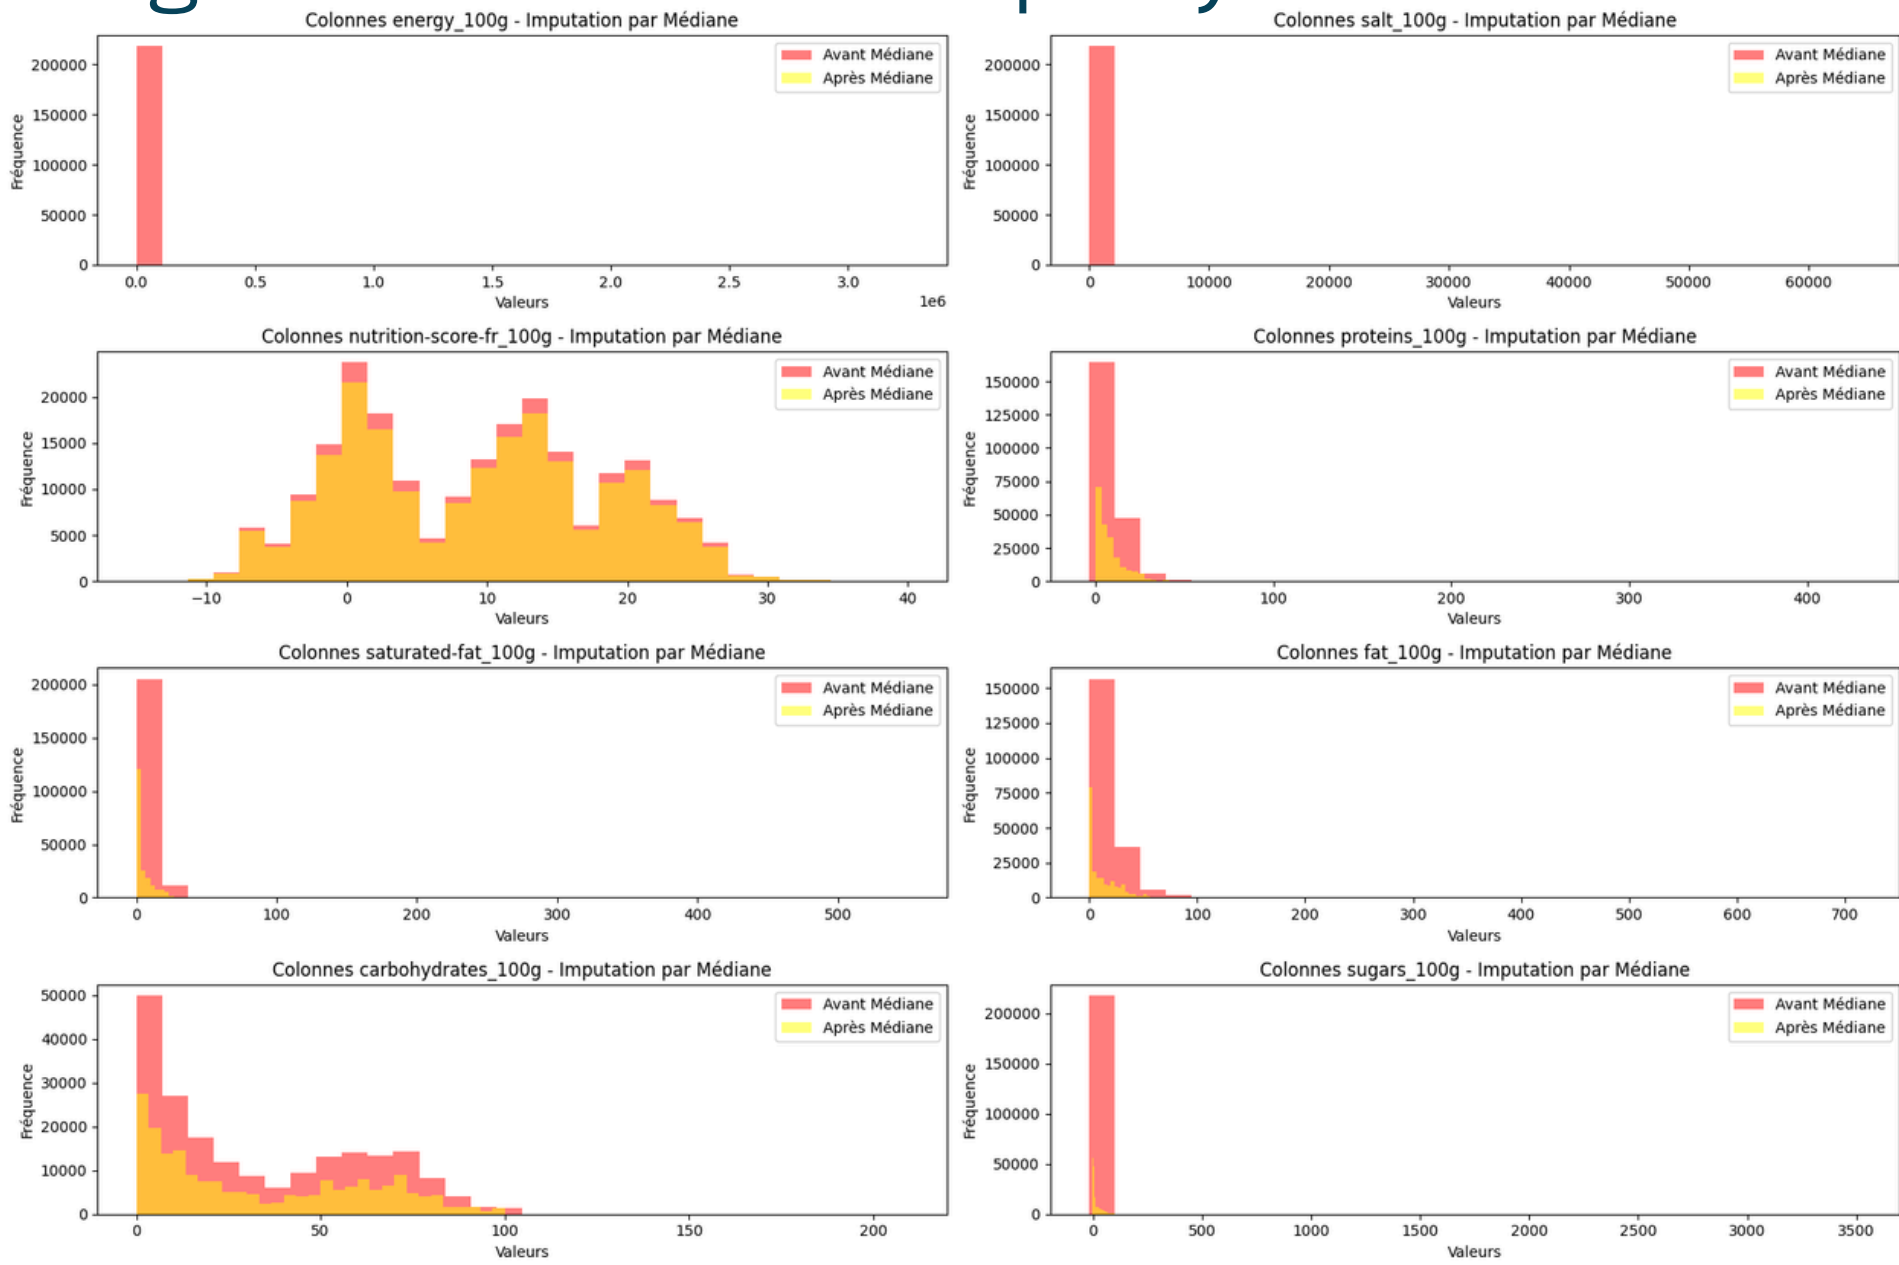 Colonnes energy_100g - Imputation par Médiane
Avant Médiane
Après Médiane
Fréquence
200000
150000
100000
50000
0
0.0 0.5 1.0 1.5 2.0 2.5 3.0
1e6
Valeurs
Colonnes salt_100g - Imputation par Médiane
Avant Médiane
Après Médiane
Fréquence
200000
150000
100000
50000
0
0 10000 20000 30000 40000 50000 60000
Valeurs
Colonnes nutrition-score-fr_100g - Imputation par Médiane
Avant Médiane
Après Médiane
Fréquence
20000
15000
10000
5000
0
−10 0 10 20 30 40
Valeurs
Colonnes proteins_100g - Imputation par Médiane
Avant Médiane
Après Médiane
Fréquence
150000
125000
100000
75000
50000
25000
0
0 100 200 300 400
Valeurs
Colonnes saturated-fat_100g - Imputation par Médiane
Avant Médiane
Après Médiane
Fréquence
200000
150000
100000
50000
0
0 100 200 300 400 500
Valeurs
Colonnes fat_100g - Imputation par Médiane
Avant Médiane
Après Médiane
Fréquence
150000
125000
100000
75000
50000
25000
0
0 100 200 300 400 500 600 700
Valeurs
Colonnes carbohydrates_100g - Imputation par Médiane
Avant Médiane
Après Médiane
Fréquence
50000
40000
30000
20000
10000
0
0 50 100 150 200
Valeurs
Colonnes sugars_100g - Imputation par Médiane
Avant Médiane
Après Médiane
Fréquence
200000
150000
100000
50000
0
0 500 1000 1500 2000 2500 3000 3500
Valeurs